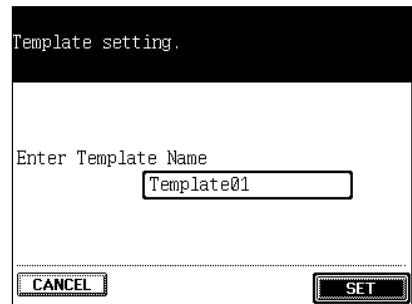 Template setting.
Enter Template Name
Template01
CANCEL
SET